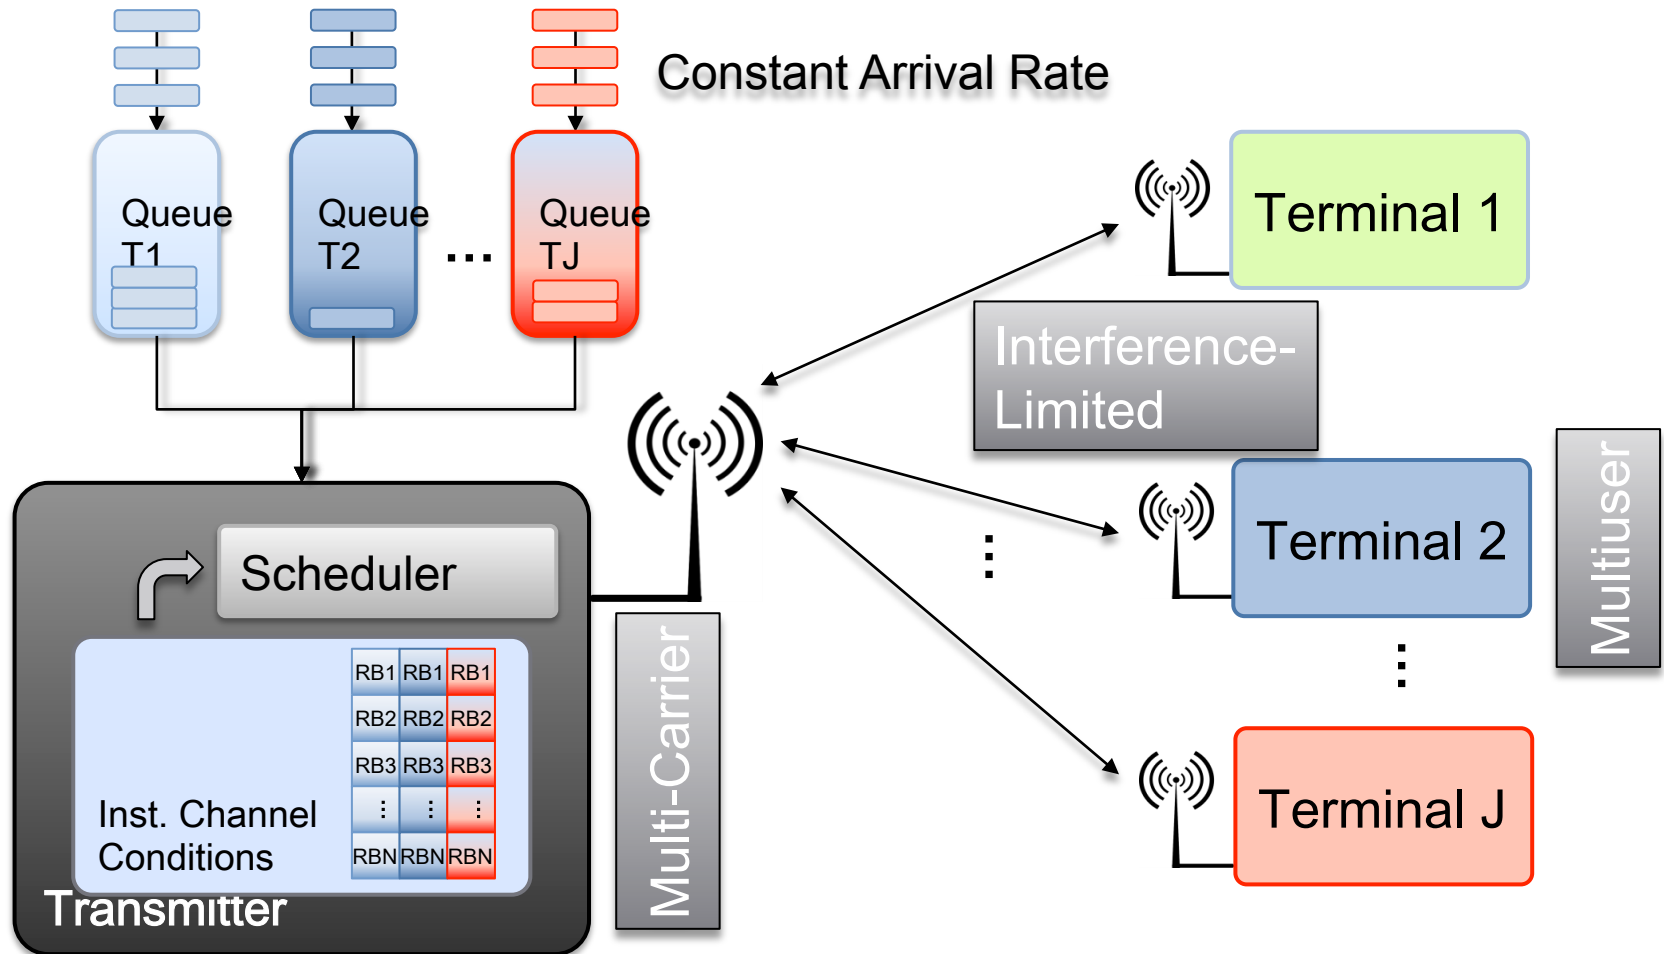 Constant Arrival Rate
Queue
T1
Queue
T2
...
Queue
TJ
Terminal 1
Interference-
Limited
Terminal 2
...
Multiuser
...
Terminal J
Scheduler
Multi-Carrier
RB1 RB1 RB1
RB2 RB2 RB2
RB3 RB3 RB3
... ... ...
RBN RBN RBN
Inst. Channel
Conditions
Transmitter